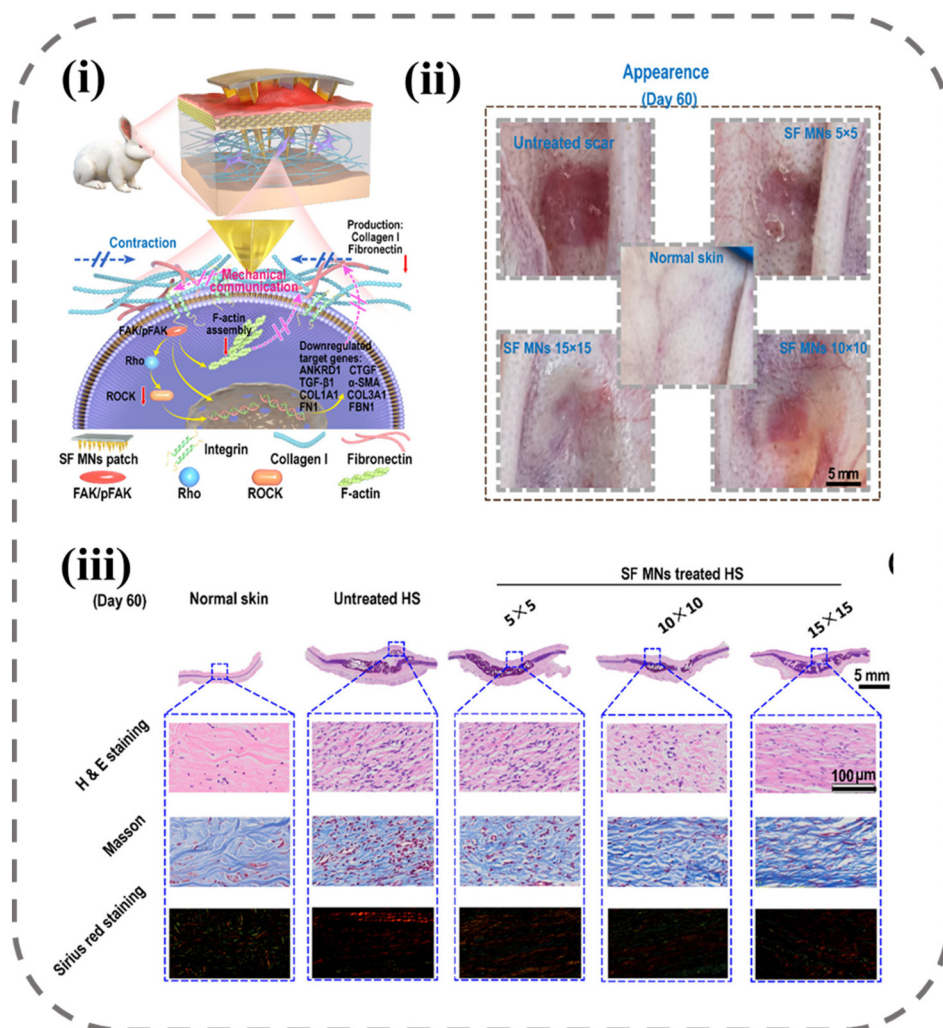 (i)
Contraction
Production:
Collagen I
Fibronectin
Mechanical
communication
FAK/pFAK
F-actin
assembly
Rho
ROCK
Downregulated
target genes:
ANKRD1 CTGF
TGF-β1 α-SMA
COL1A1 COL3A1
FN1 FBN1
SF MNs patch
Integrin
Collagen I
Fibronectin
FAK/pFAK
Rho
ROCK
F-actin
(ii)
Appearence
(Day 60)
Untreated scar
SF MNs 5×5
Normal skin
SF MNs 15×15
SF MNs 10×10
5 mm
(iii)
(Day 60)
Normal skin
Untreated HS
SF MNs treated HS
5×5
10×10
15×15
5 mm
H & E staining
100 μm
Masson
Sirius red staining